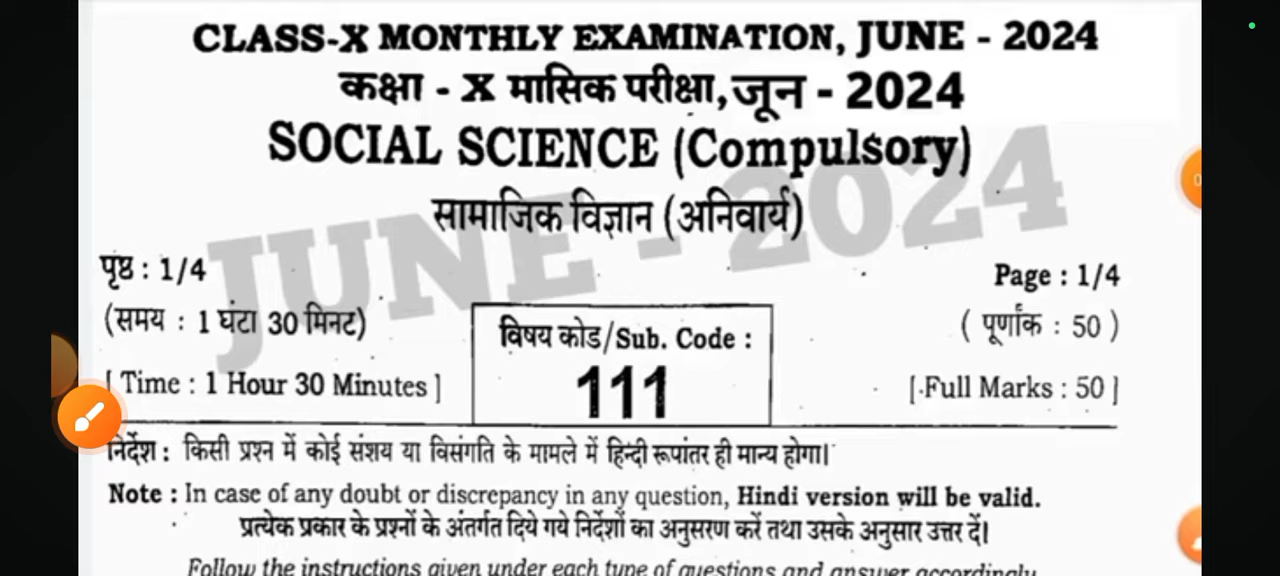 CLASS-X MONTHLY EXAMINATION, JUNE - 2024
कक्षा - X मासिक परीक्षा, जून - 2024
SOCIAL SCIENCE (Compulsory)
सामाजिक विज्ञान (अनिवार्य)
JUNE - 2024
पृष्ठ : 1/4
Page : 1/4
(समय : 1 घंटा 30 मिनट)
विषय कोड/Sub. Code :
( पूर्णांक : 50 )
[ Time : 1 Hour 30 Minutes ]
111
[ Full Marks : 50 ]
निर्देश : किसी प्रश्न में कोई संशय या विसंगति के मामले में हिन्दी रूपांतर ही मान्य होगा।
Note : In case of any doubt or discrepancy in any question, Hindi version will be valid.
प्रत्येक प्रकार के प्रश्नों के अंतर्गत दिये गये निर्देशों का अनुसरण करें तथा उसके अनुसार उत्तर दें।
Follow the instructions given under each type of questions and answer accordingly